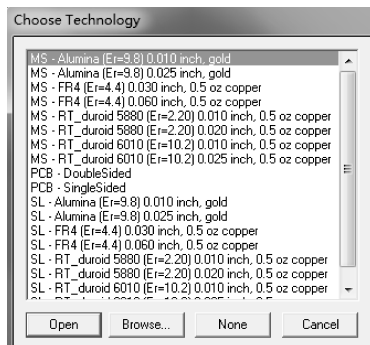 Choose Technology
MS - Alumina (Er=9.8) 0.010 inch, gold
MS - Alumina (Er=9.8) 0.025 inch, gold
MS - FR4 (Er=4.4) 0.030 inch, 0.5 oz copper
MS - FR4 (Er=4.4) 0.060 inch, 0.5 oz copper
MS - RT_duroid 5880 (Er=2.20) 0.010 inch, 0.5 oz copper
MS - RT_duroid 5880 (Er=2.20) 0.020 inch, 0.5 oz copper
MS - RT_duroid 6010 (Er=10.2) 0.010 inch, 0.5 oz copper
MS - RT_duroid 6010 (Er=10.2) 0.025 inch, 0.5 oz copper
PCB - DoubleSided
PCB - SingleSided
SL - Alumina (Er=9.8) 0.010 inch, gold
SL - Alumina (Er=9.8) 0.025 inch, gold
SL - FR4 (Er=4.4) 0.030 inch, 0.5 oz copper
SL - FR4 (Er=4.4) 0.060 inch, 0.5 oz copper
SL - RT_duroid 5880 (Er=2.20) 0.010 inch, 0.5 oz copper
SL - RT_duroid 5880 (Er=2.20) 0.020 inch, 0.5 oz copper
SL - RT_duroid 6010 (Er=10.2) 0.010 inch, 0.5 oz copper
Open Browse... None Cancel